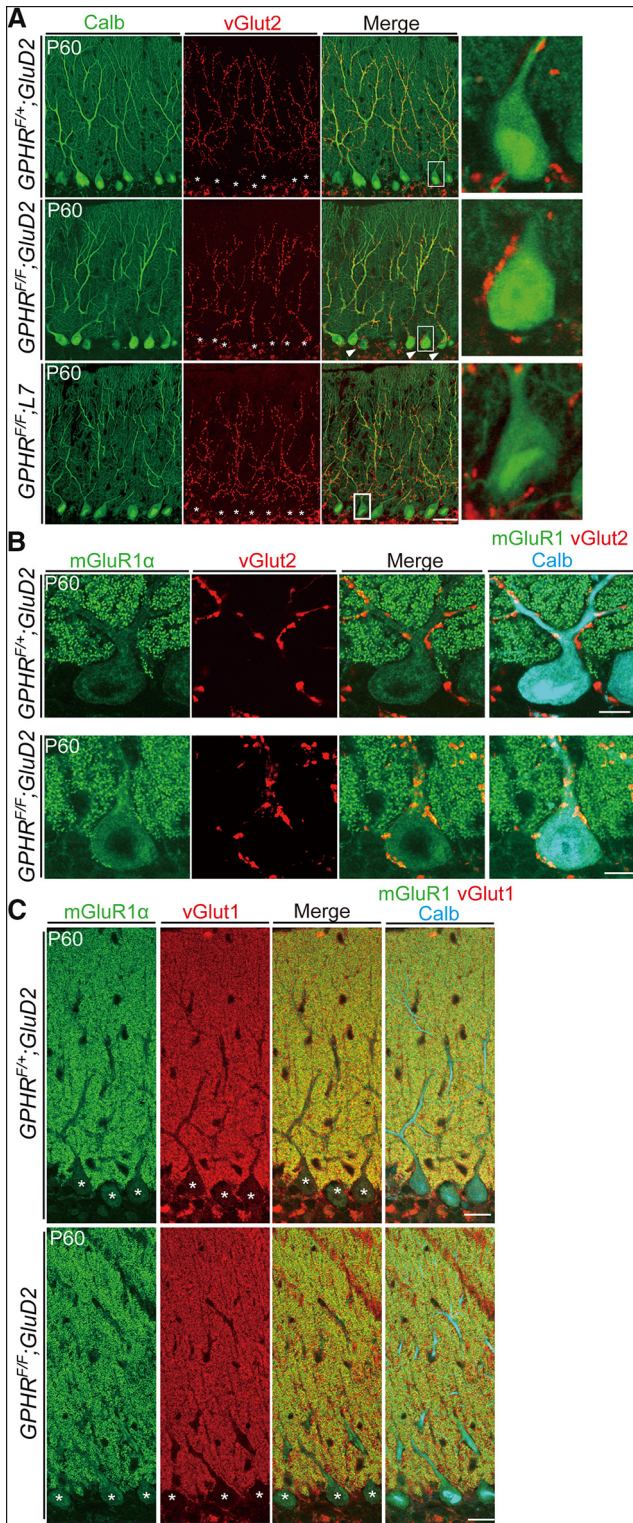 A
Calb vGlut2 Merge
P60
GPHR^F/+;GluD2
* * * * * * * *
GPHR^F/F;GluD2
* * * * * * * *
P60
GPHR^F/F;L7
* * * * * * * *
B
mGluR1 vGlut2
mGluR1α vGlut2 Merge Calb
P60
GPHR^F/+;GluD2
P60
GPHR^F/F;GluD2
C
mGluR1 vGlut1
mGluR1α vGlut1 Merge Calb
P60
GPHR^F/+;GluD2
* * * * * * * * *
P60
GPHR^F/F;GluD2
* * * * * * * * *